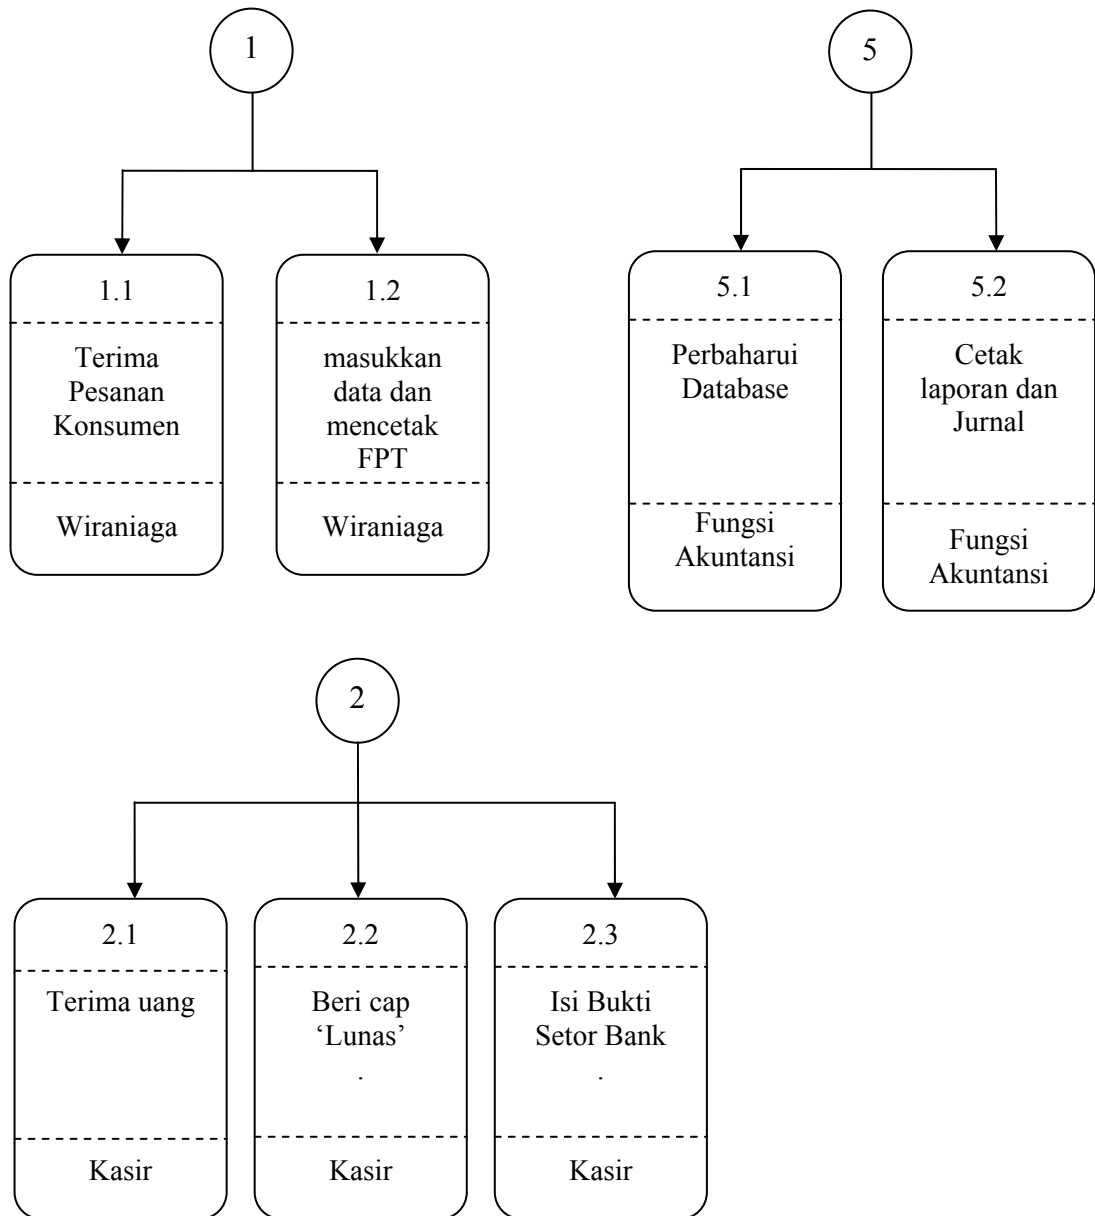 1
1.1
Terima
Pesanan
Konsumen
Wiraniaga
1.2
masukkan
data dan
mencetak
FPT
Wiraniaga
5
5.1
Perbaharui
Database
Fungsi
Akuntansi
5.2
Cetak
laporan dan
Jurnal
Fungsi
Akuntansi
2
2.1
Terima uang
Kasir
2.2
Beri cap
‘Lunas’
.
Kasir
2.3
Isi Bukti
Setor Bank
.
Kasir